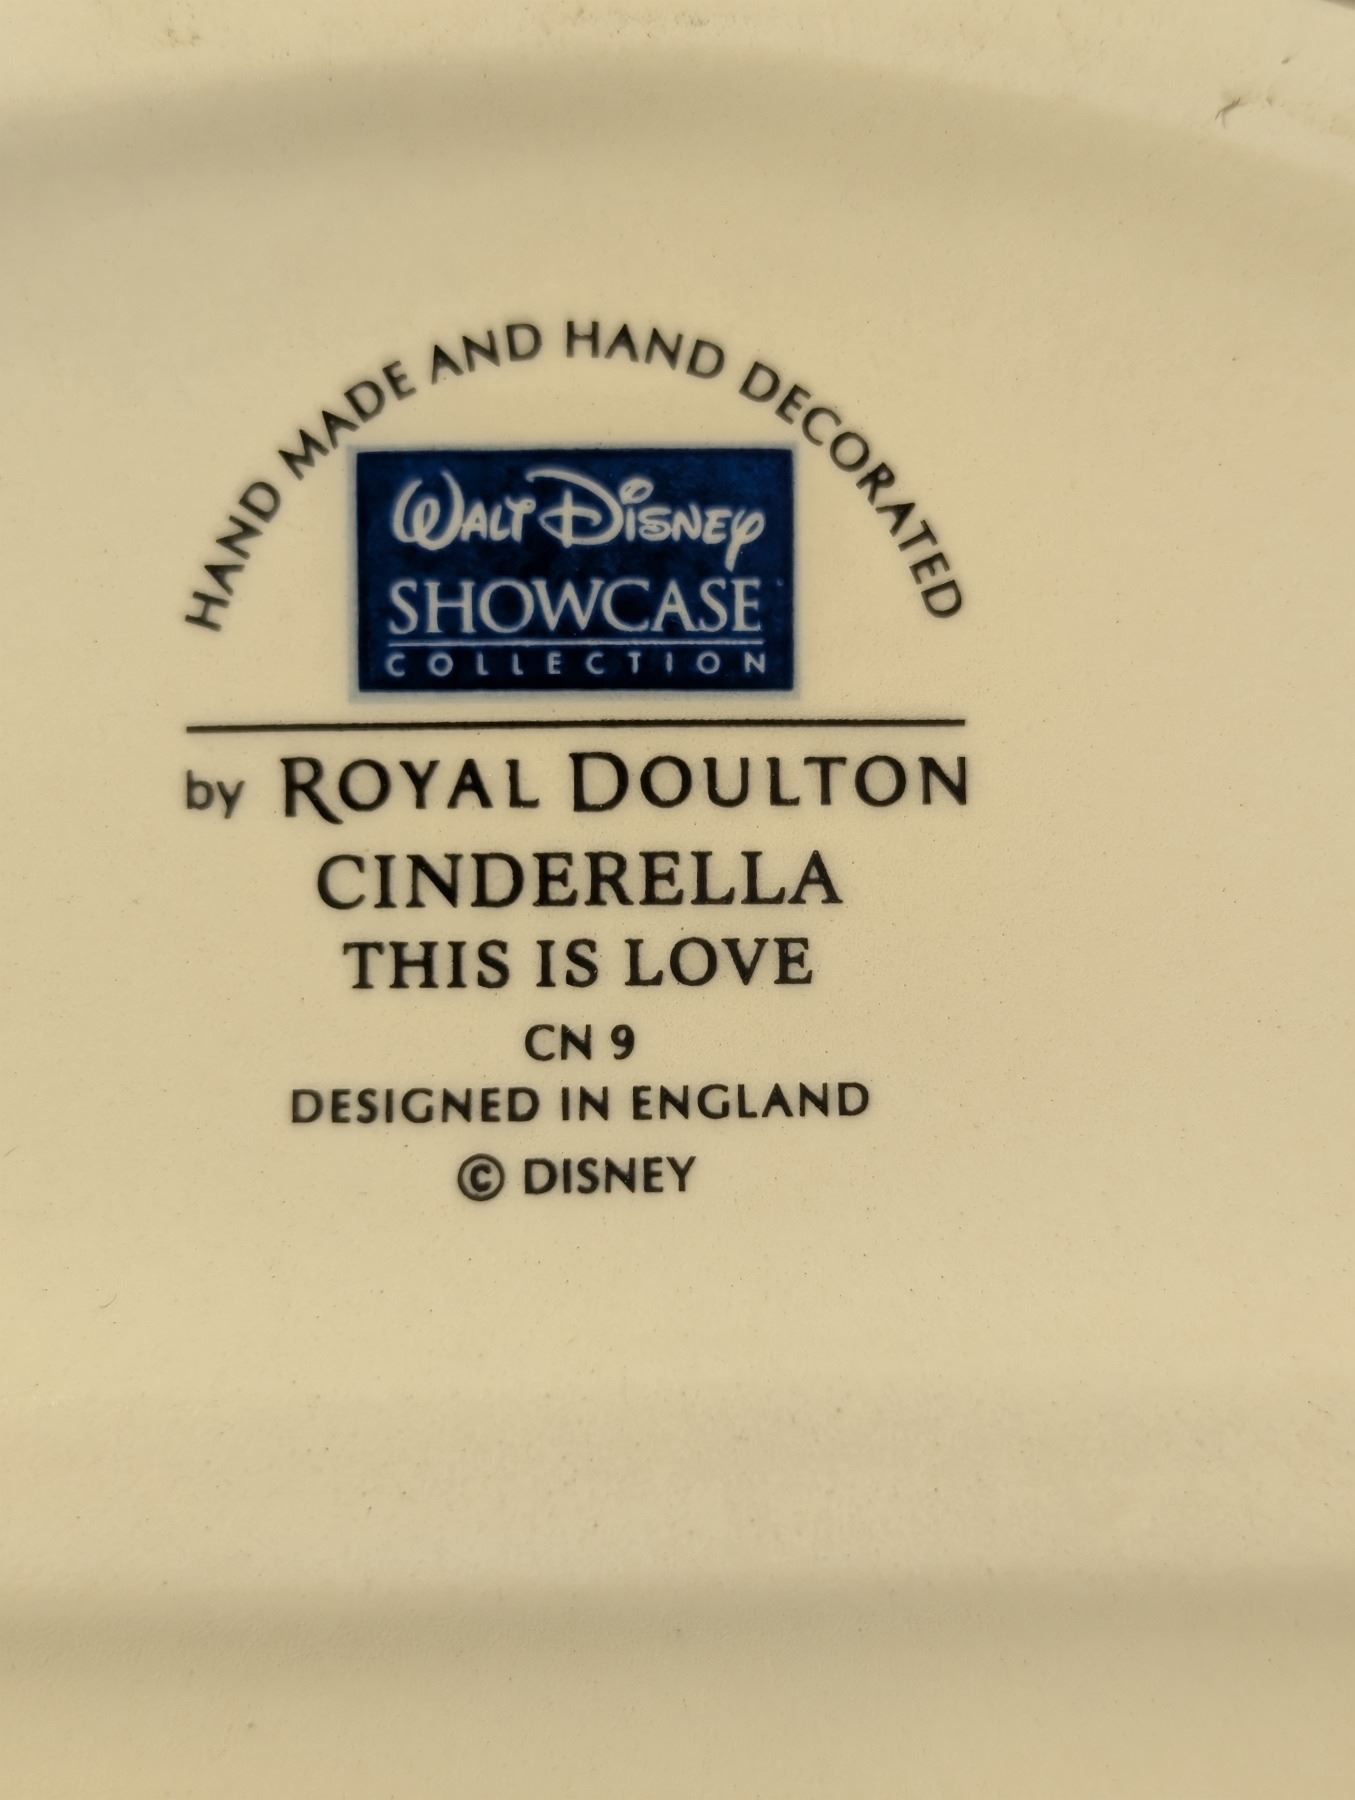 HAND MADE AND HAND DECORATED
WALT DISNEY
SHOWCASE
COLLECTION
by ROYAL DOULTON
CINDERELLA
THIS IS LOVE
CN 9
DESIGNED IN ENGLAND
© DISNEY